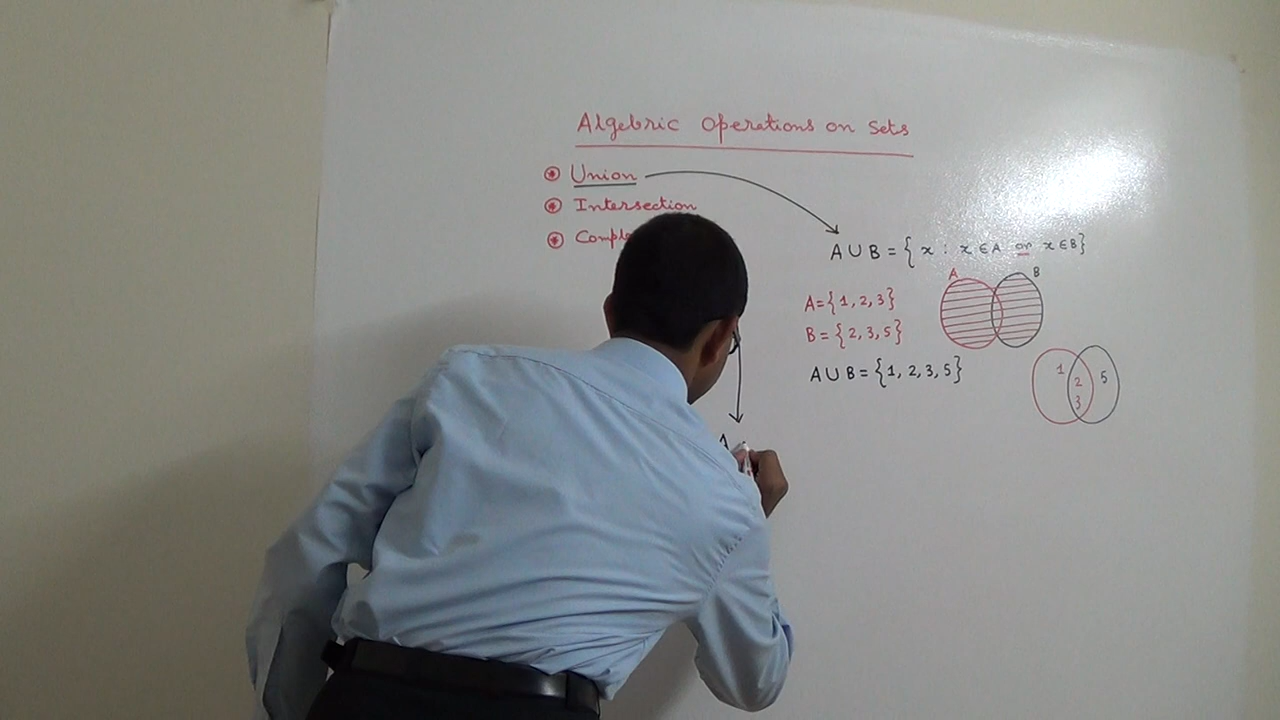 Algebric Operations on Sets
Union
Intersection
Comple
A ∪ B = { x : x ∈ A or x ∈ B }
A B
A = { 1, 2, 3 }
B = { 2, 3, 5 }
A ∪ B = { 1, 2, 3, 5 }
1 2 3 5
A